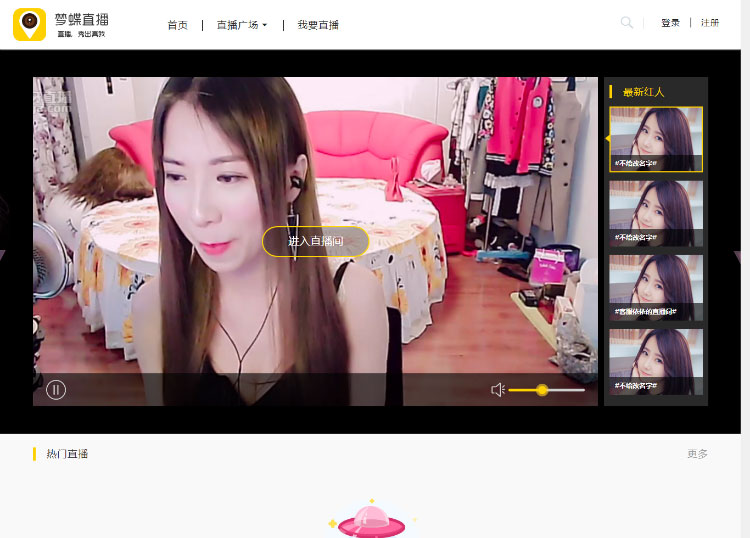 梦蝶直播
直播，秀出真我
首页
直播广场
我要直播
登录
注册
最新红人
#不给改名字#
#不给改名字#
#客服依依的直播间#
#不给改名字#
进入直播间
热门直播
更多